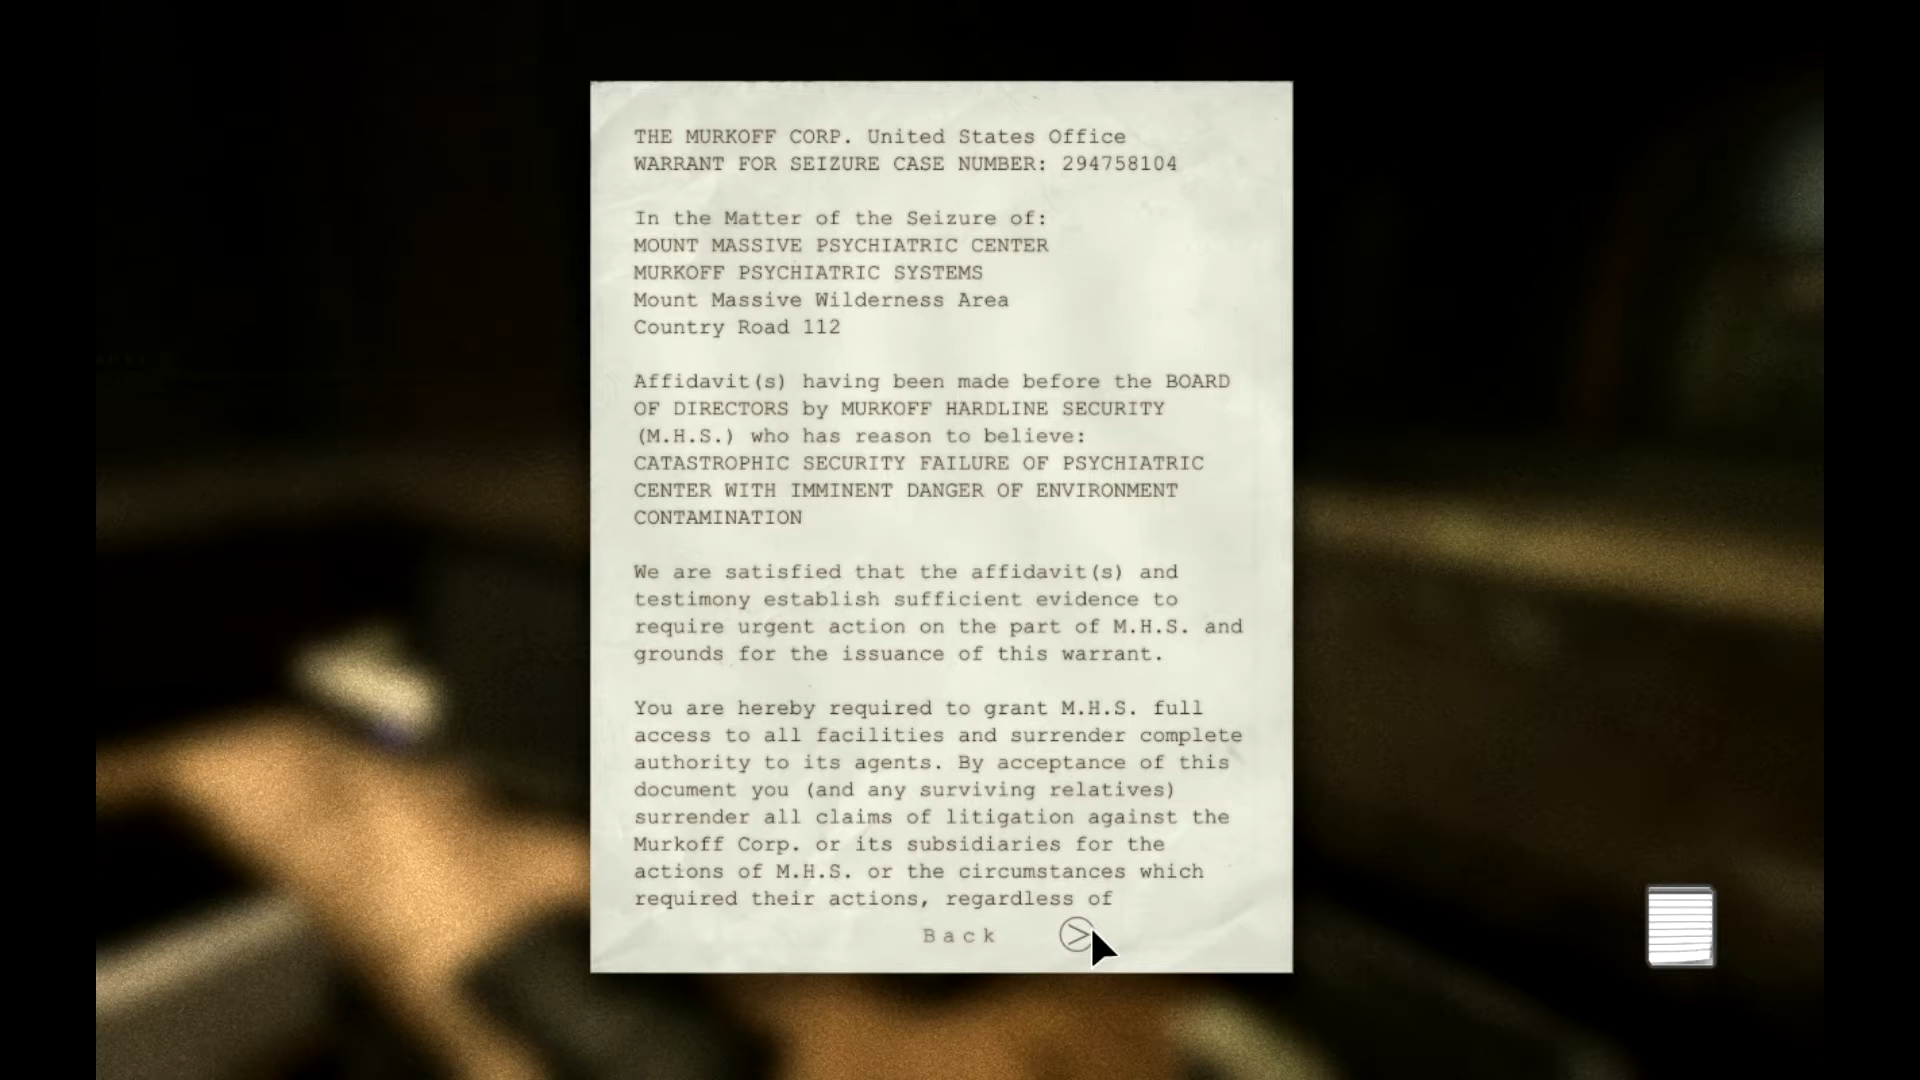 THE MURKOFF CORP. United States Office
WARRANT FOR SEIZURE CASE NUMBER: 294758104
In the Matter of the Seizure of:
MOUNT MASSIVE PSYCHIATRIC CENTER
MURKOFF PSYCHIATRIC SYSTEMS
Mount Massive Wilderness Area
Country Road 112
Affidavit(s) having been made before the BOARD
OF DIRECTORS by MURKOFF HARDLINE SECURITY
(M.H.S.) who has reason to believe:
CATASTROPHIC SECURITY FAILURE OF PSYCHIATRIC
CENTER WITH IMMINENT DANGER OF ENVIRONMENT
CONTAMINATION
We are satisfied that the affidavit(s) and
testimony establish sufficient evidence to
require urgent action on the part of M.H.S. and
grounds for the issuance of this warrant.
You are hereby required to grant M.H.S. full
access to all facilities and surrender complete
authority to its agents. By acceptance of this
document you (and any surviving relatives)
surrender all claims of litigation against the
Murkoff Corp. or its subsidiaries for the
actions of M.H.S. or the circumstances which
required their actions, regardless of
Back >